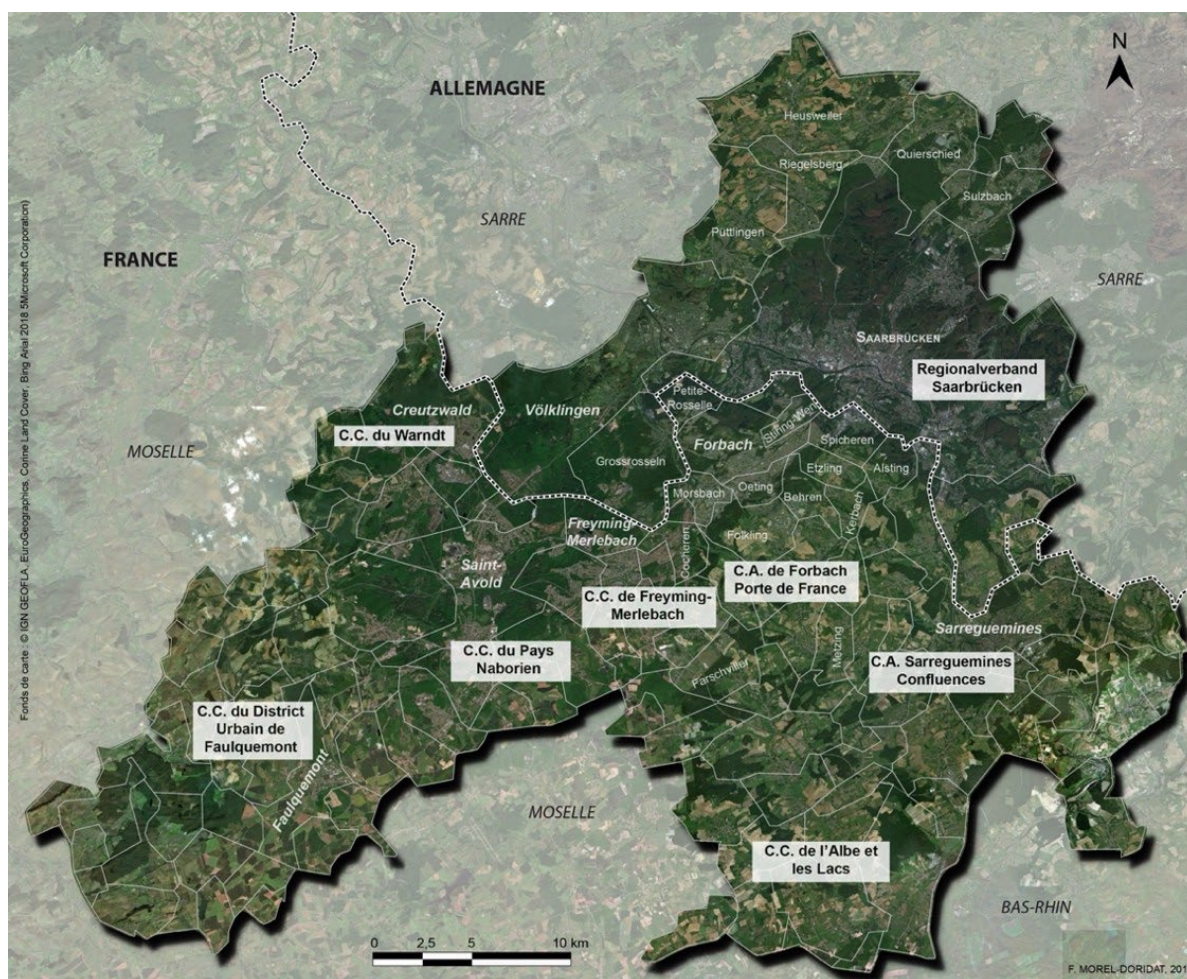 N
ALLEMAGNE
Heusweiler
Quierschied
Riegelsberg
Sulzbach
SARRE
Püttlingen
FRANCE
SARRE
SAARBRÜCKEN
Regionalverband
Saarbrücken
Petite-
Rosselle
Creutzwald
Völklingen
C.C. du Warndt
Stiring-Wen
Forbach
Spicheren
MOSELLE
Grossrosseln
Etzling
Alsting
Morsbach
Oeting
Behren
Kerbach
Freyming-
Merlebach
Cocheren
Folkling
Saint-
Avold
C.A. de Forbach
Porte de France
C.C. de Freyming-
Merlebach
Sarreguemines
C.C. du Pays
Naborien
Metzing
Farschviller
C.A. Sarreguemines
Confluences
C.C. du District
Urbain de
Faulquemont
Faulquemont
MOSELLE
C.C. de l'Albe et
les Lacs
BAS-RHIN
0 2,5 5 10 km
F. MOREL-DORIDAT, 201
Fonds de carte : © IGN GEOFLA, EuroGeographics, Corine Land Cover, Bing Arial 2018 5Microsoft Corporation)